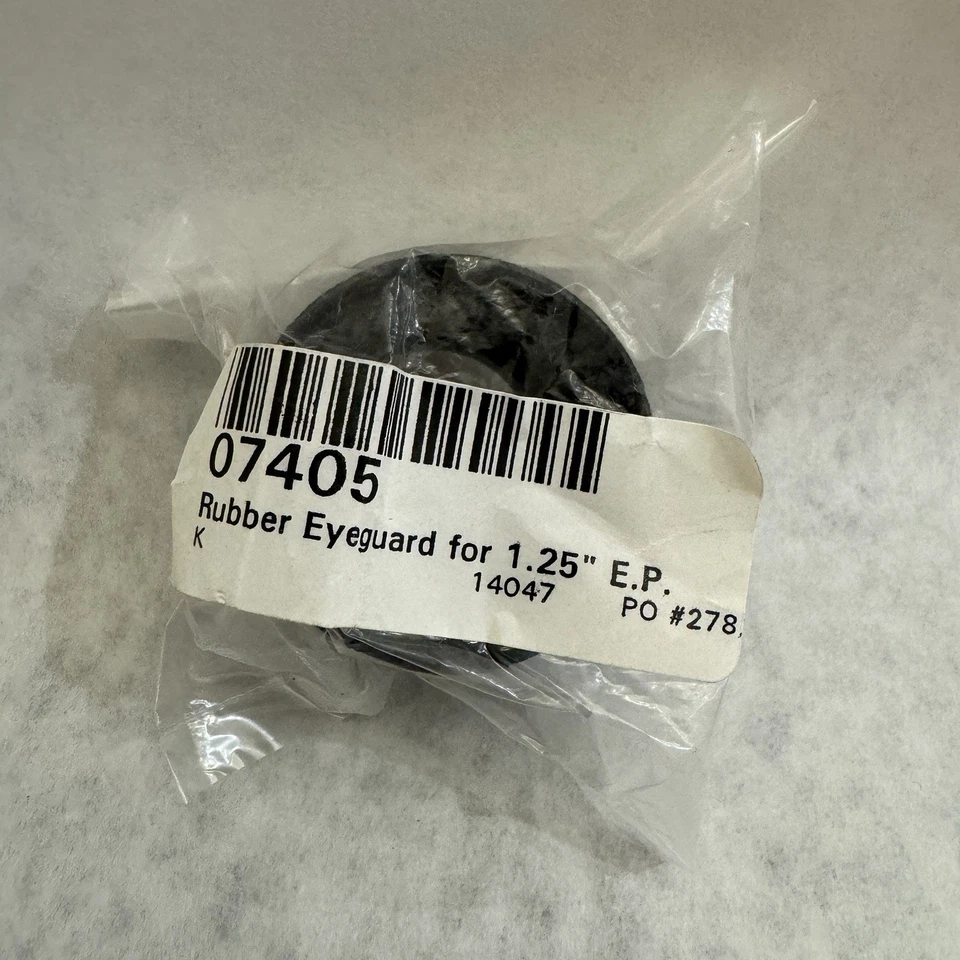 07405
Rubber Eyeguard for 1.25" E.P.
K 14047 PO #278